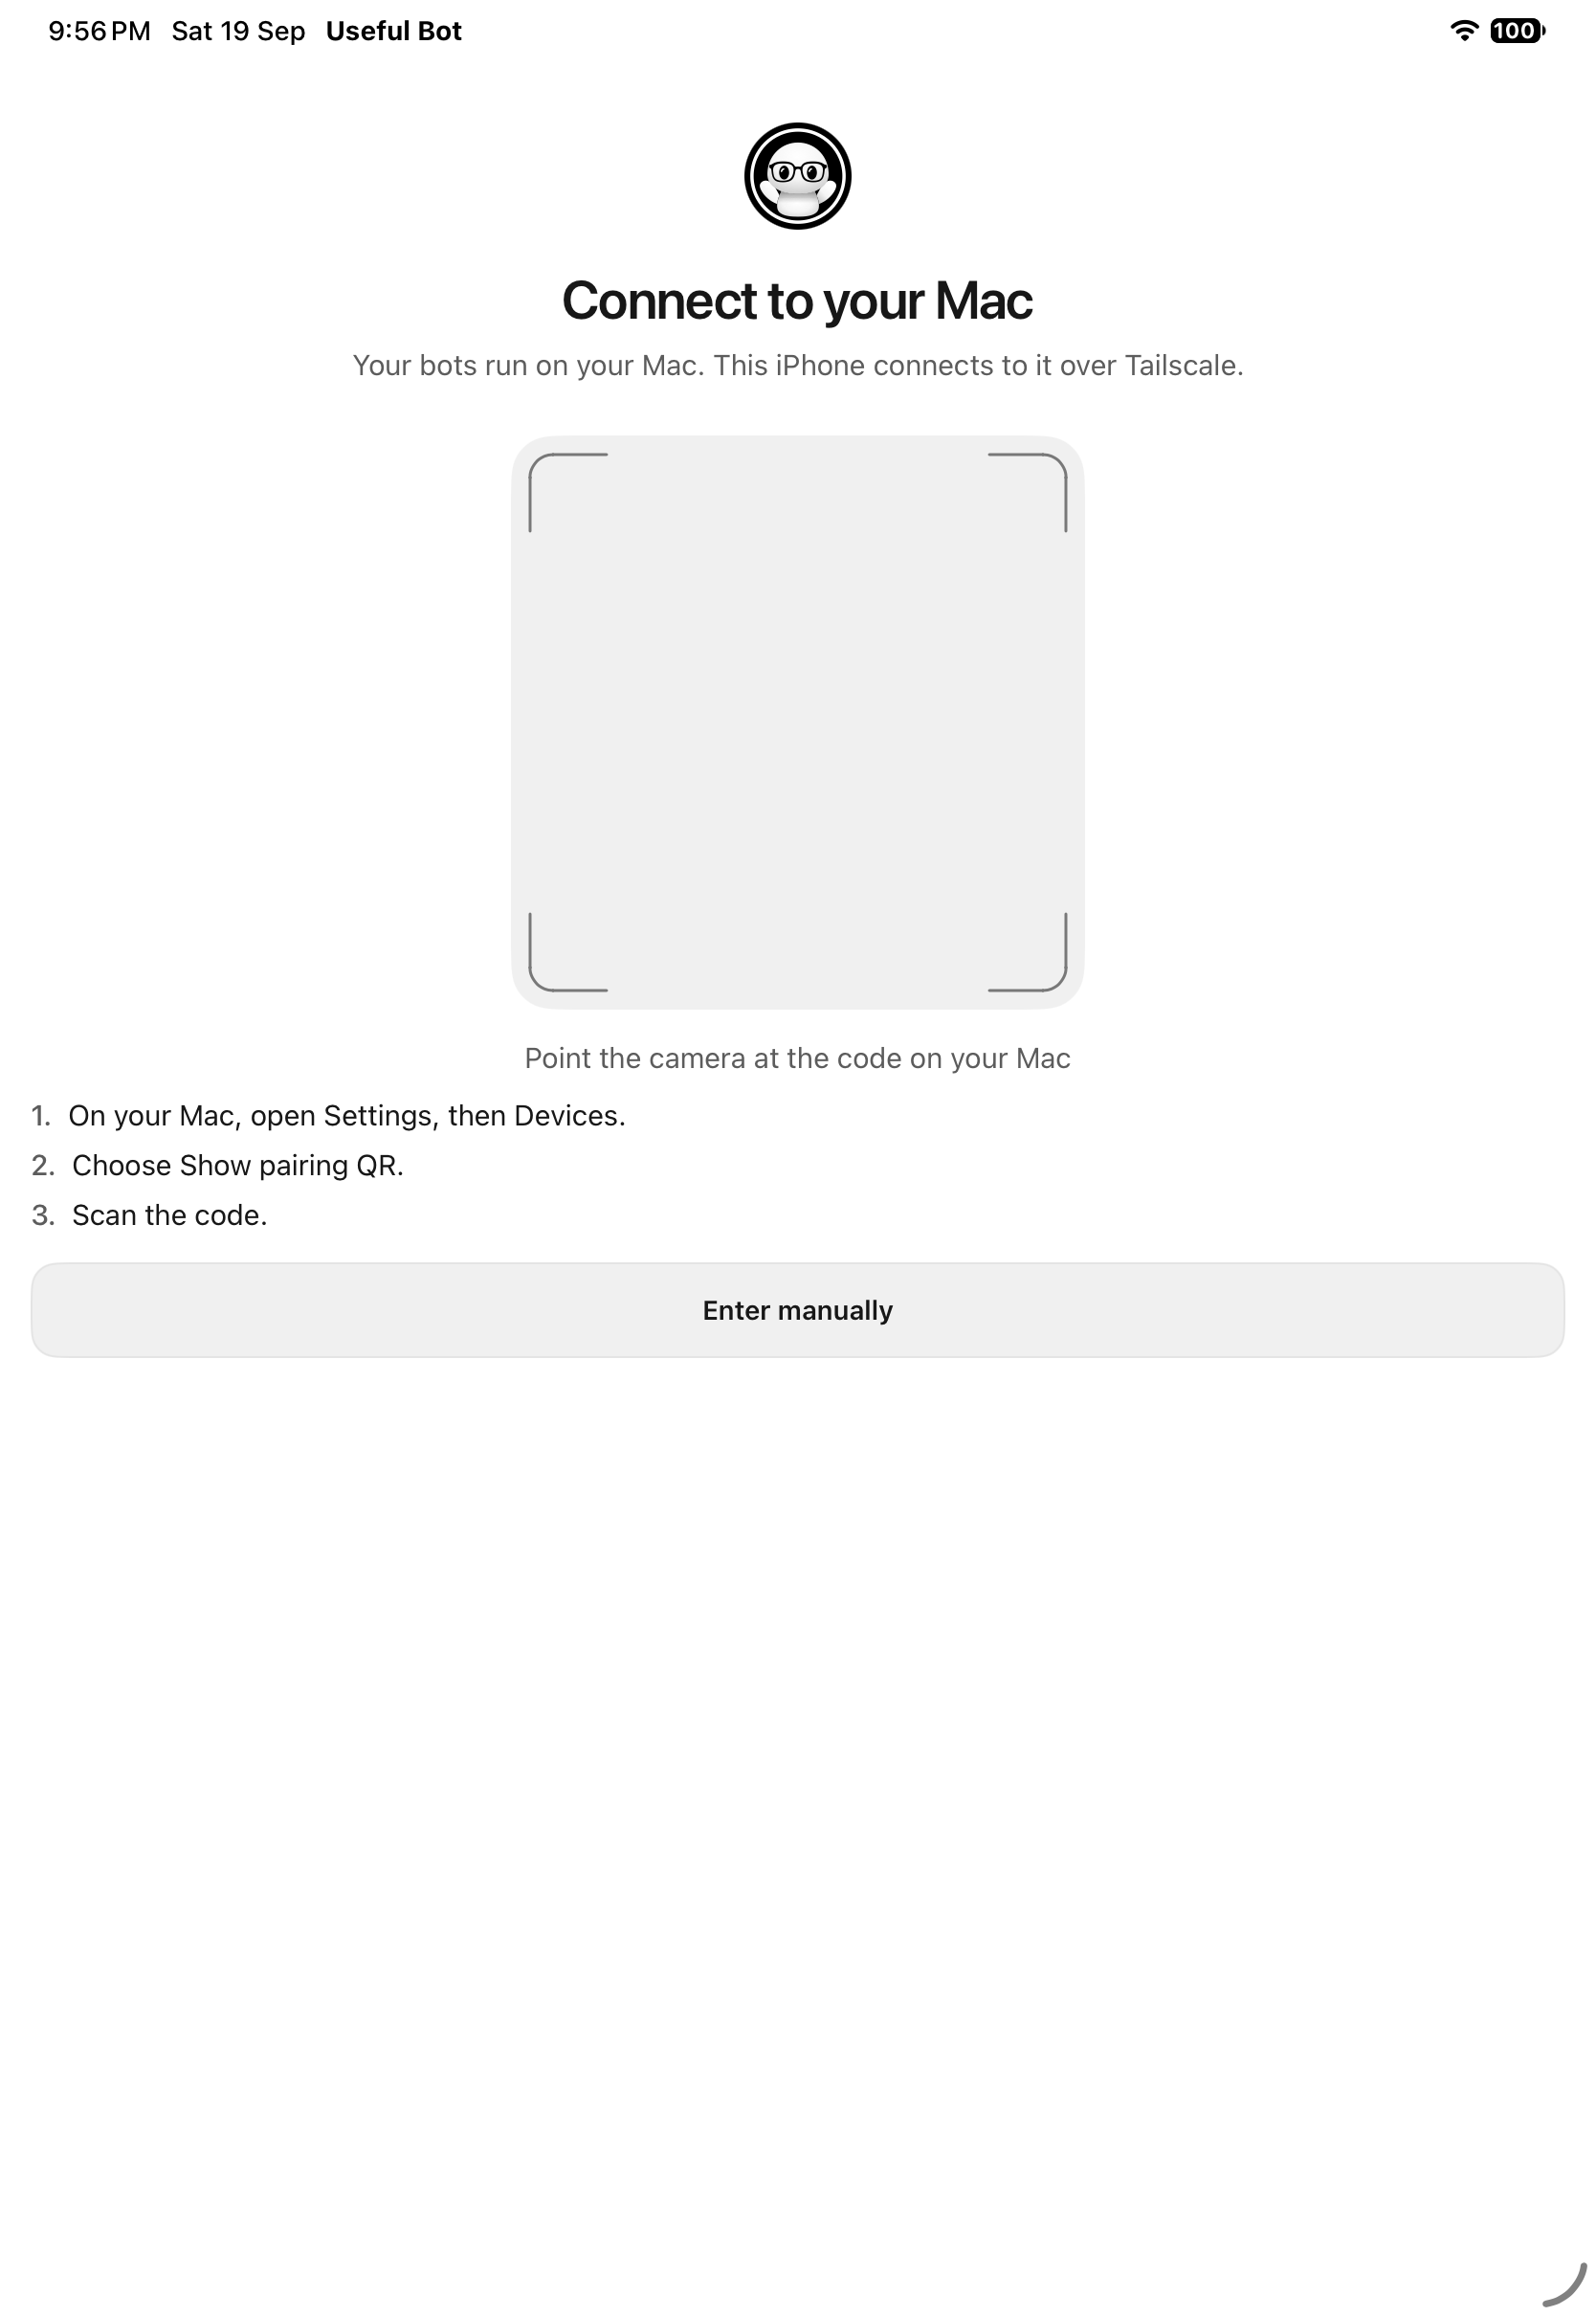 9:56 PM Sat 19 Sep Useful Bot 100
Connect to your Mac
Your bots run on your Mac. This iPhone connects to it over Tailscale.
Point the camera at the code on your Mac
1. On your Mac, open Settings, then Devices.
2. Choose Show pairing QR.
3. Scan the code.
Enter manually